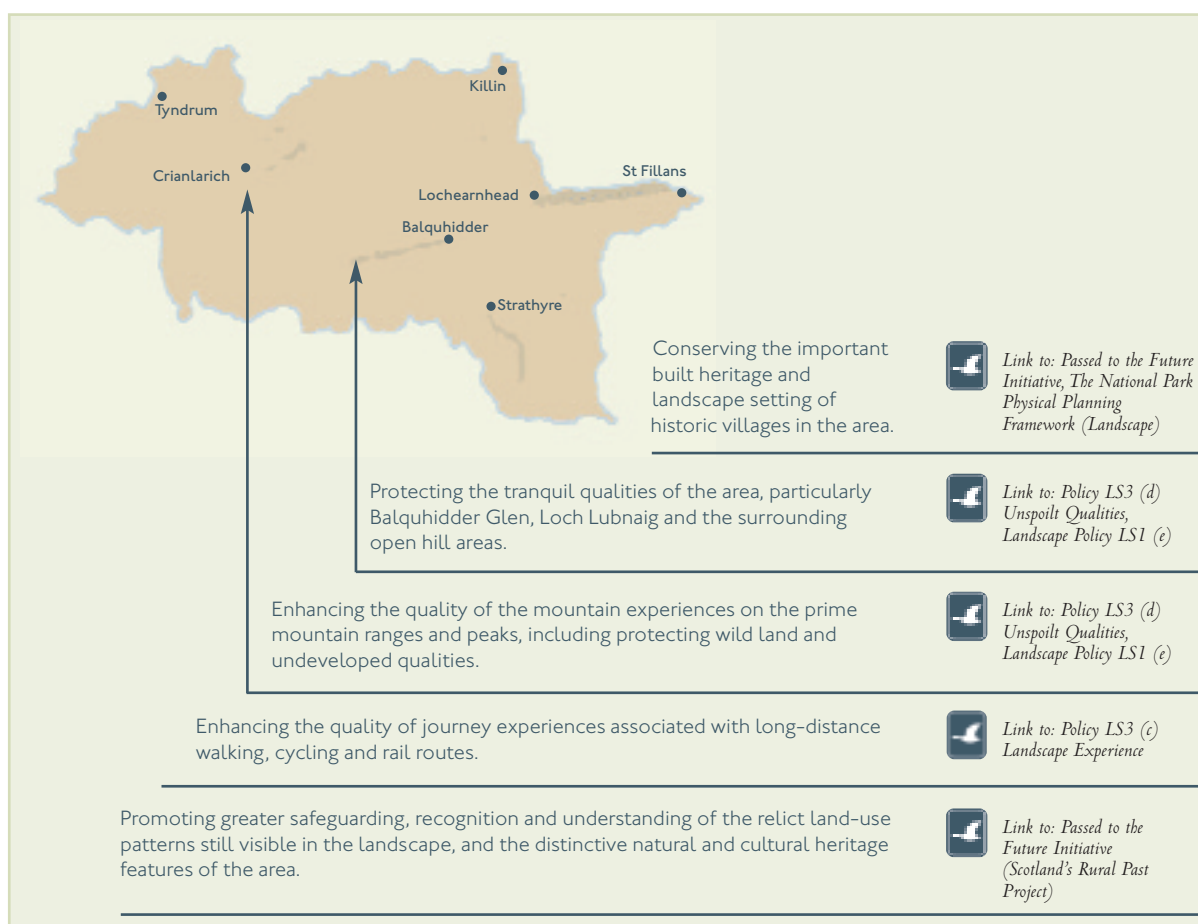 Killin
Tyndrum
Crianlarich
St Fillans
Lochearnhead
Balquhidder
Strathyre
Conserving the important
built heritage and
landscape setting of
historic villages in the area.
Link to: Passed to the Future
Initiative, The National Park
Physical Planning
Framework (Landscape)
Protecting the tranquil qualities of the area, particularly
Balquhidder Glen, Loch Lubnaig and the surrounding
open hill areas.
Link to: Policy LS3 (d)
Unspoilt Qualities,
Landscape Policy LS1 (e)
Enhancing the quality of the mountain experiences on the prime
mountain ranges and peaks, including protecting wild land and
undeveloped qualities.
Link to: Policy LS3 (d)
Unspoilt Qualities,
Landscape Policy LS1 (e)
Enhancing the quality of journey experiences associated with long-distance
walking, cycling and rail routes.
Link to: Policy LS3 (c)
Landscape Experience
Promoting greater safeguarding, recognition and understanding of the relict land-use
patterns still visible in the landscape, and the distinctive natural and cultural heritage
features of the area.
Link to: Passed to the
Future Initiative
(Scotland's Rural Past
Project)